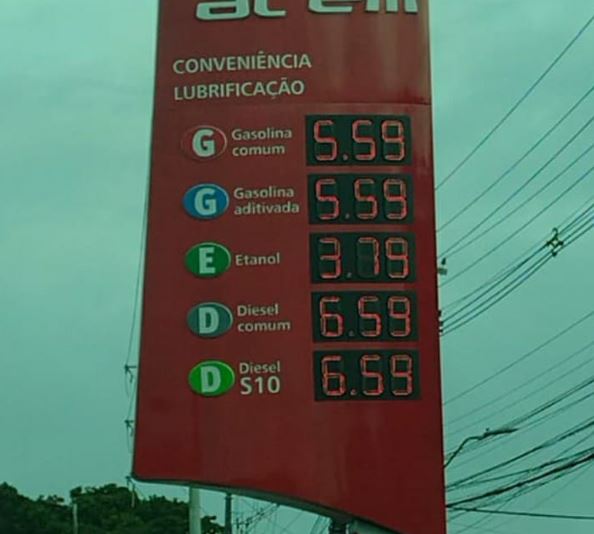 CONVENIÊNCIA
LUBRIFICAÇÃO
G Gasolina comum 5.59
G Gasolina aditivada 5.59
E Etanol 3.79
D Diesel comum 6.59
D Diesel S10 6.59